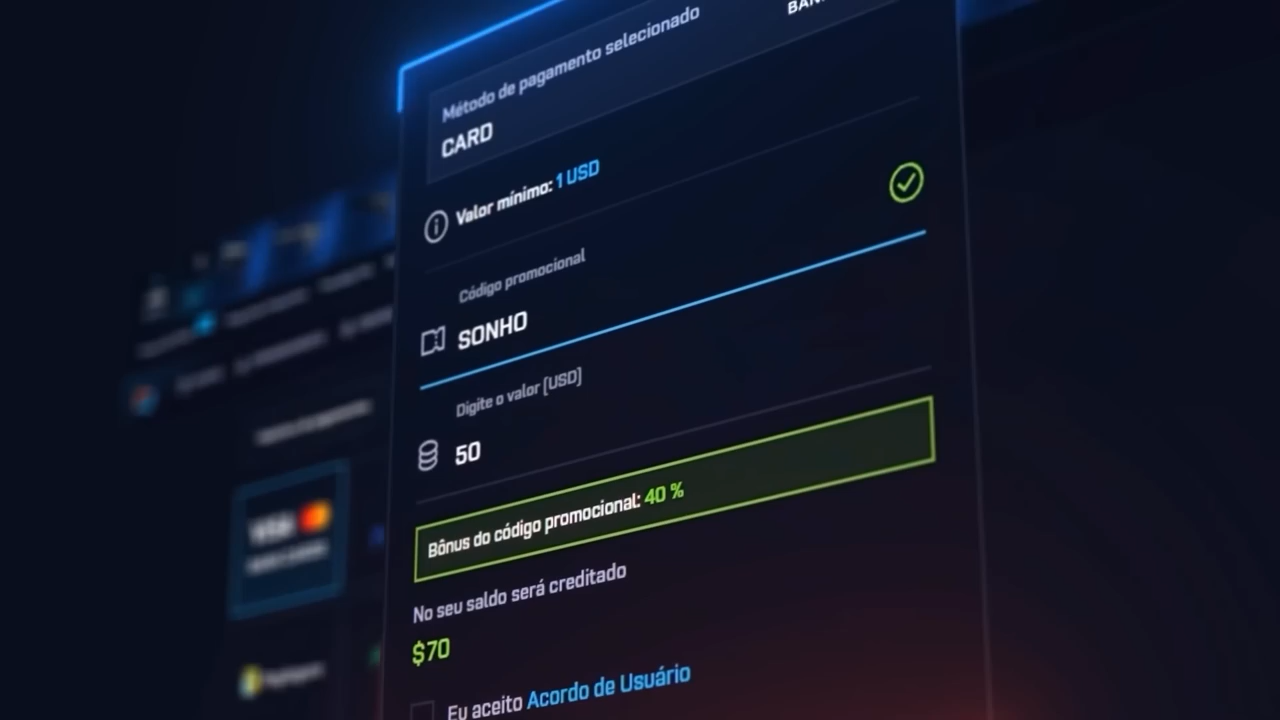 Método de pagamento selecionado
CARD
Valor mínimo: 1 USD
Código promocional
SONHO
Digite o valor [USD]
50
Bônus do código promocional: 40 %
No seu saldo será creditado
$70
Eu aceito Acordo de Usuário
VISA